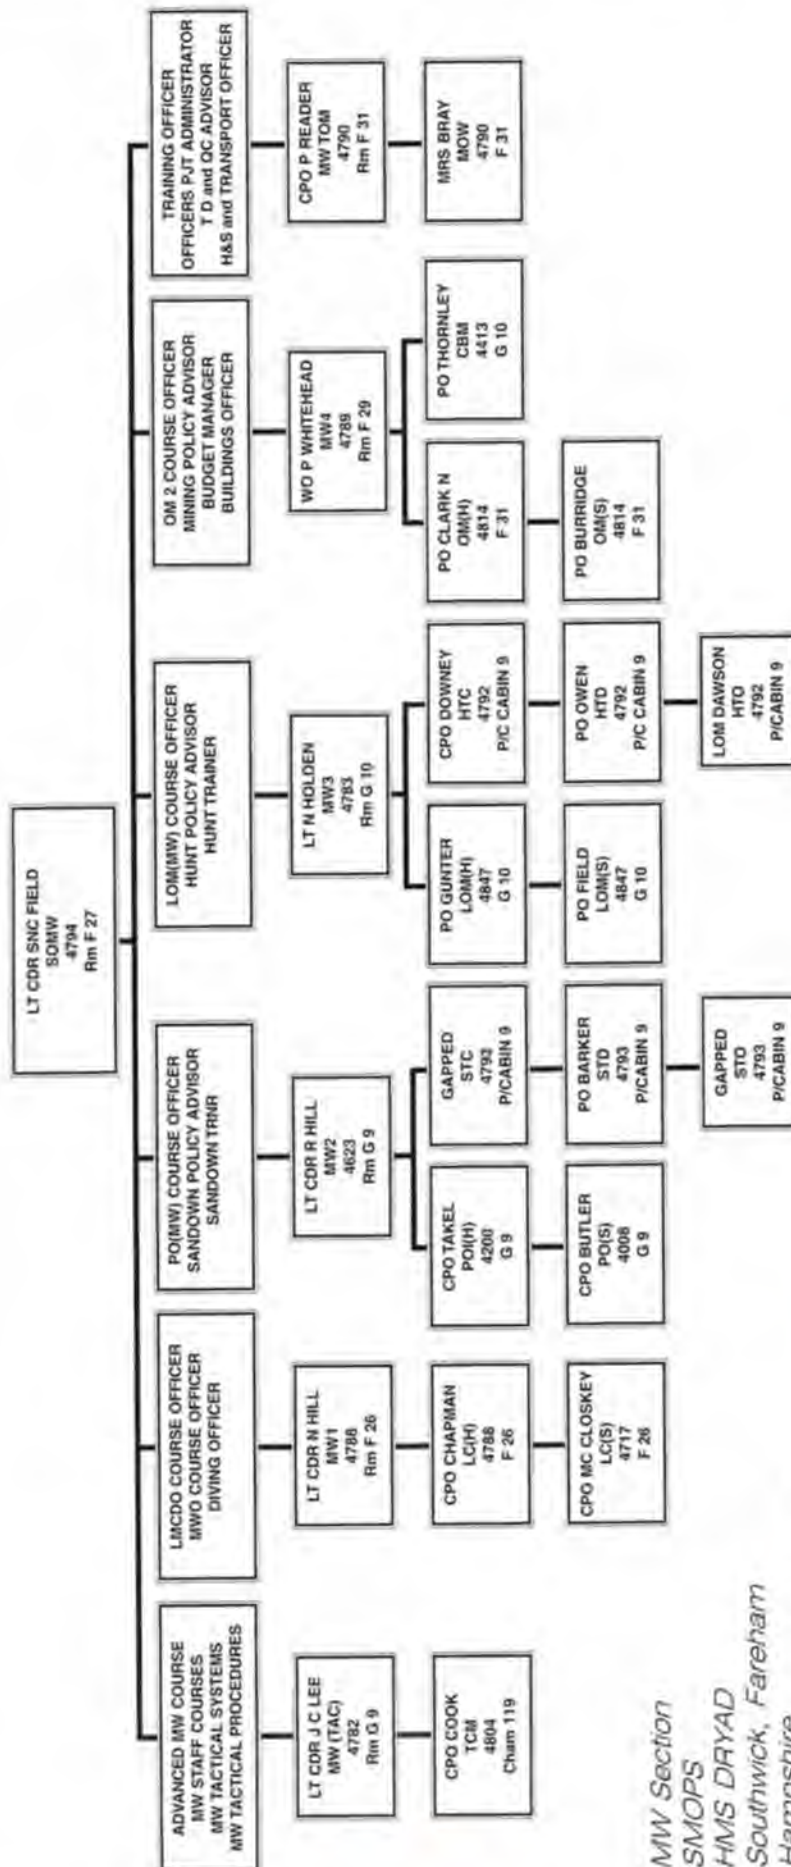 LT CDR SNC FIELD
SOMW
4794
Rm F 27
ADVANCED MW COURSE
MW STAFF COURSES
MW TACTICAL SYSTEMS
MW TACTICAL PROCEDURES
LMCDO COURSE OFFICER
MWO COURSE OFFICER
DIVING OFFICER
PO(MW) COURSE OFFICER
SANDOWN POLICY ADVISOR
SANDOWN TRNR
LOM(MW) COURSE OFFICER
HUNT POLICY ADVISOR
HUNT TRAINER
OM 2 COURSE OFFICER
MINING POLICY ADVISOR
BUDGET MANAGER
BUILDINGS OFFICER
TRAINING OFFICER
OFFICERS PJT ADMINISTRATOR
T D and QC ADVISOR
H&S and TRANSPORT OFFICER
LT CDR J C LEE
MW (TAC)
4782
Rm G 9
LT CDR N HILL
MW1
4788
Rm F 26
LT CDR R HILL
MW2
4623
Rm G 9
LT N HOLDEN
MW3
4783
Rm G 10
WO P WHITEHEAD
MW4
4789
Rm F 29
CPO P READER
MW TOM
4790
Rm F 31
CPO COOK
TCM
4804
Cham 119
CPO CHAPMAN
LC(H)
4788
F 26
CPO TAKEL
POI(H)
4200
G 9
GAPPED
STC
4793
P/CABIN 9
PO GUNTER
LOM(H)
4847
G 10
CPO DOWNEY
HTC
4792
P/C CABIN 9
PO CLARK N
OM(H)
4814
F 31
PO THORNLEY
CBM
4413
G 10
MRS BRAY
MOW
4790
F 31
CPO MC CLOSKEY
LC(S)
4717
F 26
CPO BUTLER
PO(S)
4008
G 9
PO BARKER
STD
4793
P/CABIN 9
PO FIELD
LOM(S)
4847
G 10
PO OWEN
HTD
4792
P/C CABIN 9
PO BURRIDGE
OM(S)
4814
F 31
GAPPED
STO
4793
P/CABIN 9
LOM DAWSON
HTO
4792
P/CABIN 9
MW Section
SMOPS
HMS DRYAD
Southwick, Fareham
Hampshire